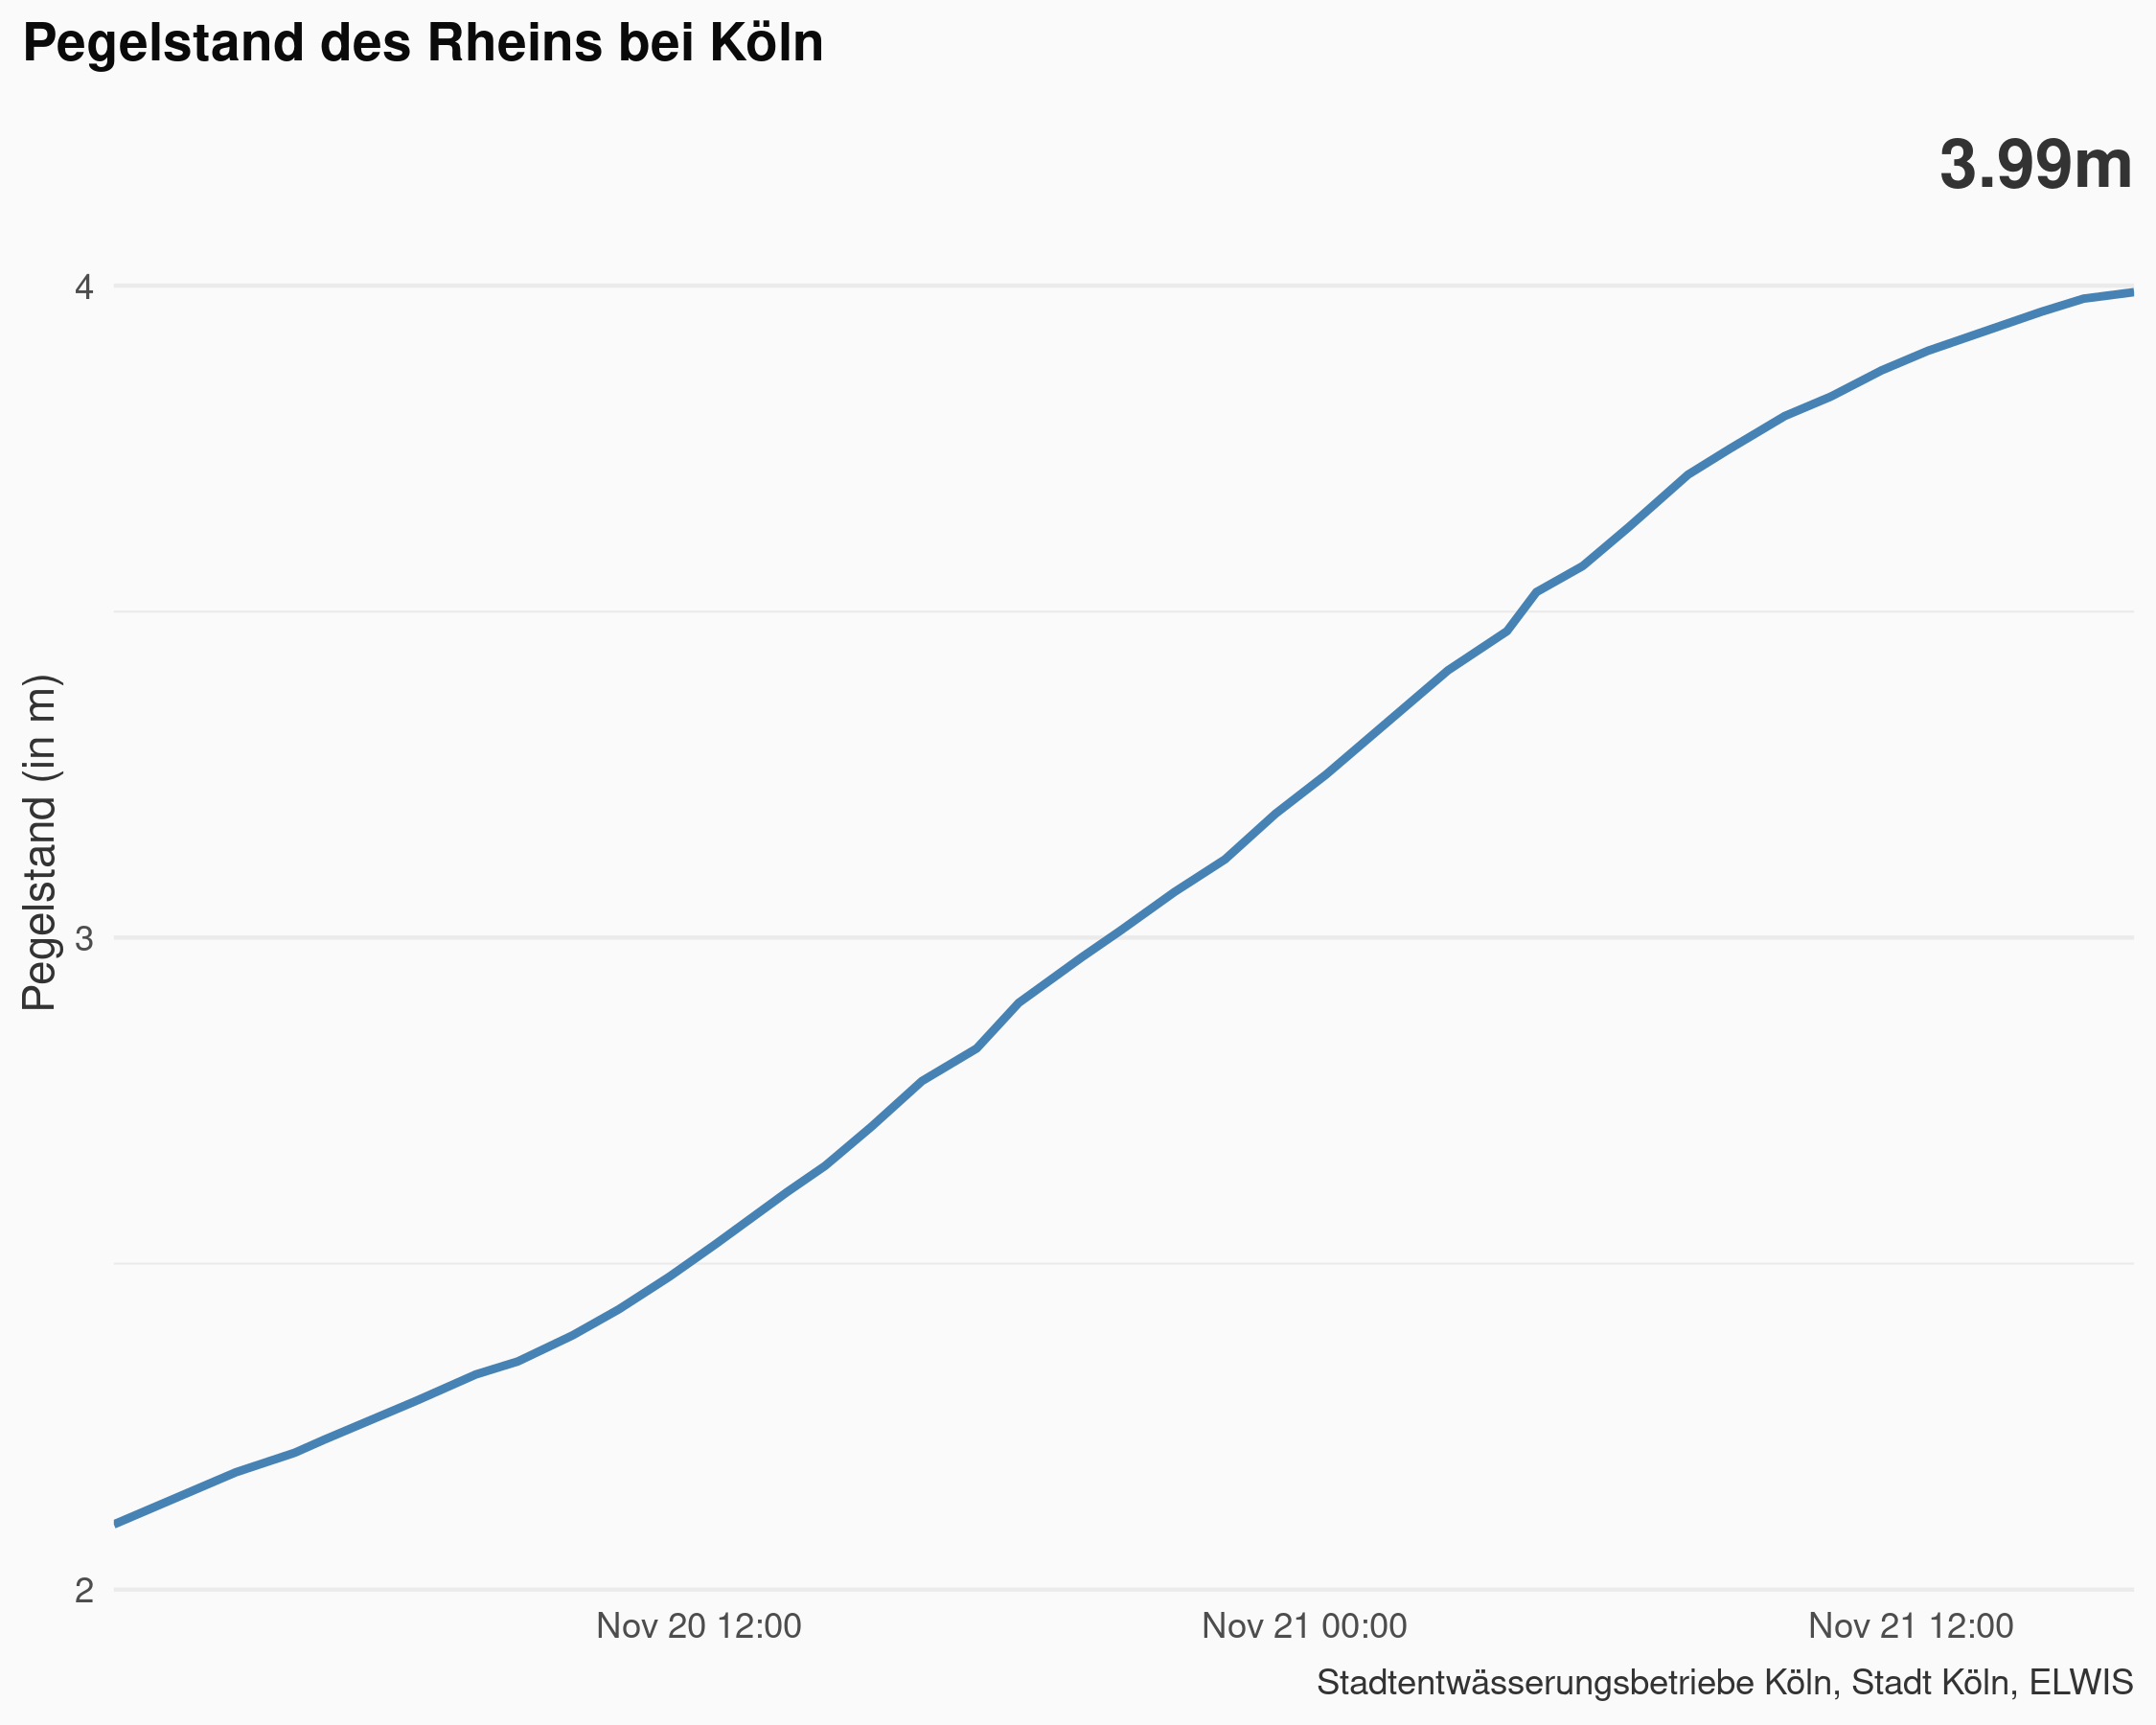 Pegelstand des Rheins bei Köln
3.99m
4
3
2
Pegelstand (in m)
Nov 20 12:00
Nov 21 00:00
Nov 21 12:00
Stadtentwässerungsbetriebe Köln, Stadt Köln, ELWIS